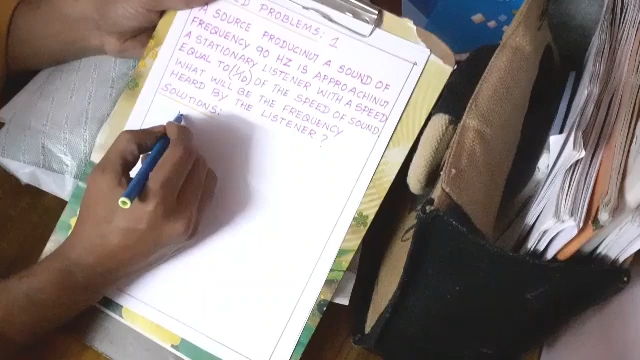 ED PROBLEMS: 1
A SOURCE PRODUCING A SOUND OF
FREQUENCY 90 HZ IS APPROACHING
A STATIONARY LISTENER WITH A SPEED
EQUAL TO (1/10) OF THE SPEED OF SOUND.
WHAT WILL BE THE FREQUENCY
HEARD BY THE LISTENER?
SOLUTIONS: